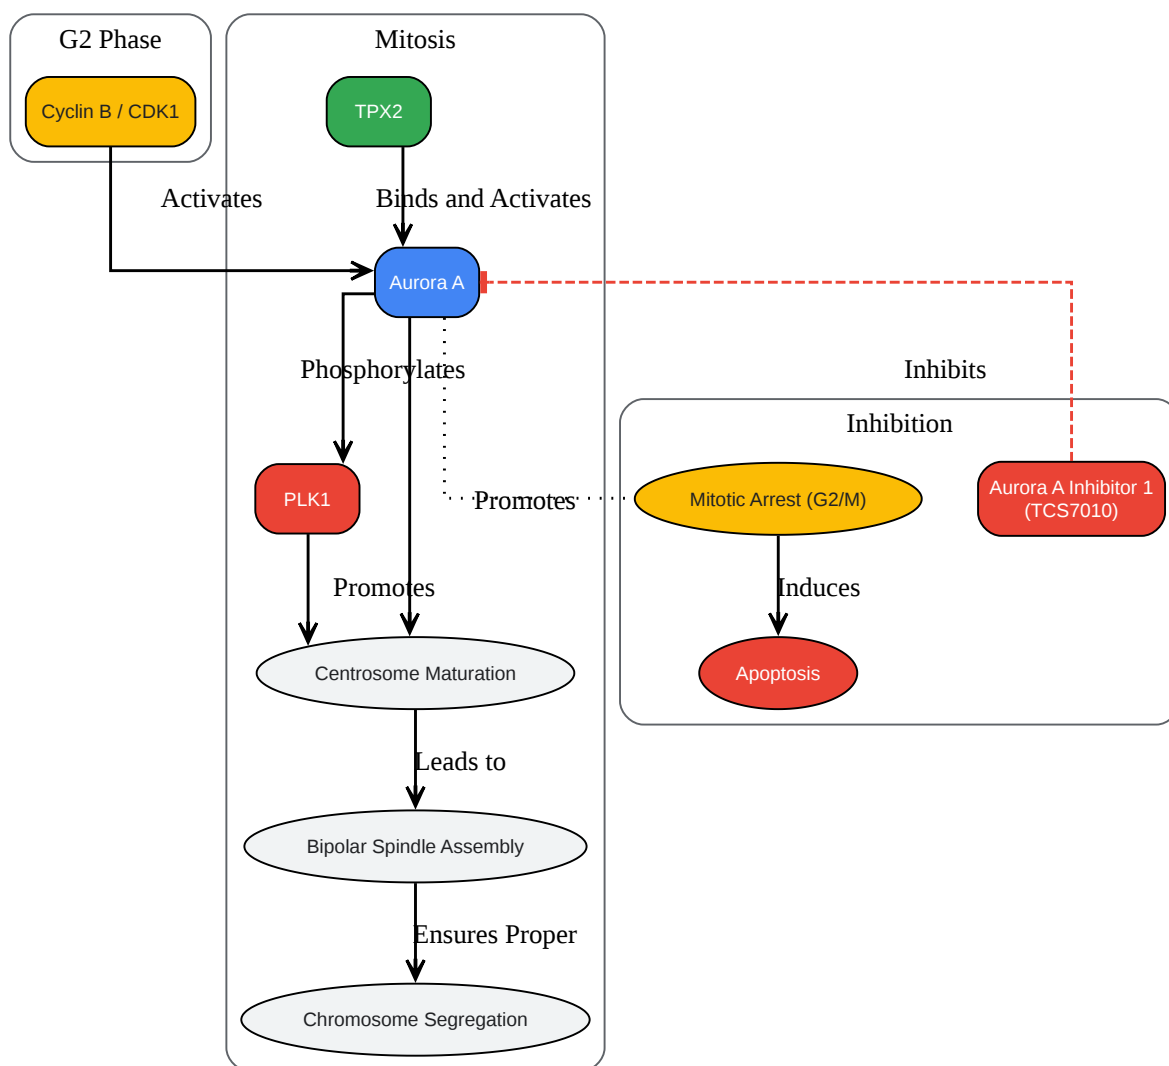 G2 Phase
Mitosis
Cyclin B / CDK1
TPX2
Activates
Binds and Activates
Aurora A
Phosphorylates
Inhibits
Inhibition
PLK1
Promotes
Mitotic Arrest (G2/M)
Aurora A Inhibitor 1
(TCS7010)
Promotes
Induces
Centrosome Maturation
Apoptosis
Leads to
Bipolar Spindle Assembly
Ensures Proper
Chromosome Segregation